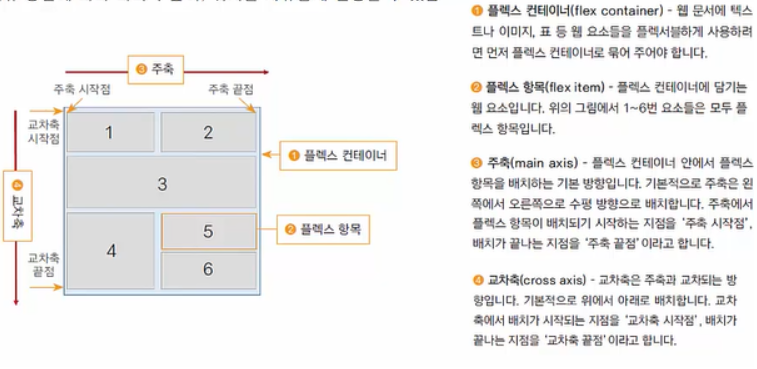 ③ 주축
주축 시작점
주축 끝점
교차축
시작점
1
2
① 플렉스 컨테이너
3
④ 교차축
4
5
② 플렉스 항목
6
교차축
끝점
① 플렉스 컨테이너(flex container) - 웹 문서에 텍스
트나 이미지, 표 등 웹 요소들을 플렉서블하게 사용하려
면 먼저 플렉스 컨테이너로 묶어 주어야 합니다.
② 플렉스 항목(flex item) - 플렉스 컨테이너에 담기는
웹 요소입니다. 위의 그림에서 1~6번 요소들은 모두 플
렉스 항목입니다.
③ 주축(main axis) - 플렉스 컨테이너 안에서 플렉스
항목을 배치하는 기본 방향입니다. 기본적으로 주축은 왼
쪽에서 오른쪽으로 수평 방향으로 배치합니다. 주축에서
플렉스 항목이 배치되기 시작하는 지점을 '주축 시작점',
배치가 끝나는 지점을 '주축 끝점'이라고 합니다.
④ 교차축(cross axis) - 교차축은 주축과 교차되는 방
향입니다. 기본적으로 위에서 아래로 배치합니다. 교차
축에서 배치가 시작되는 지점을 '교차축 시작점', 배치가
끝나는 지점을 '교차축 끝점'이라고 합니다.